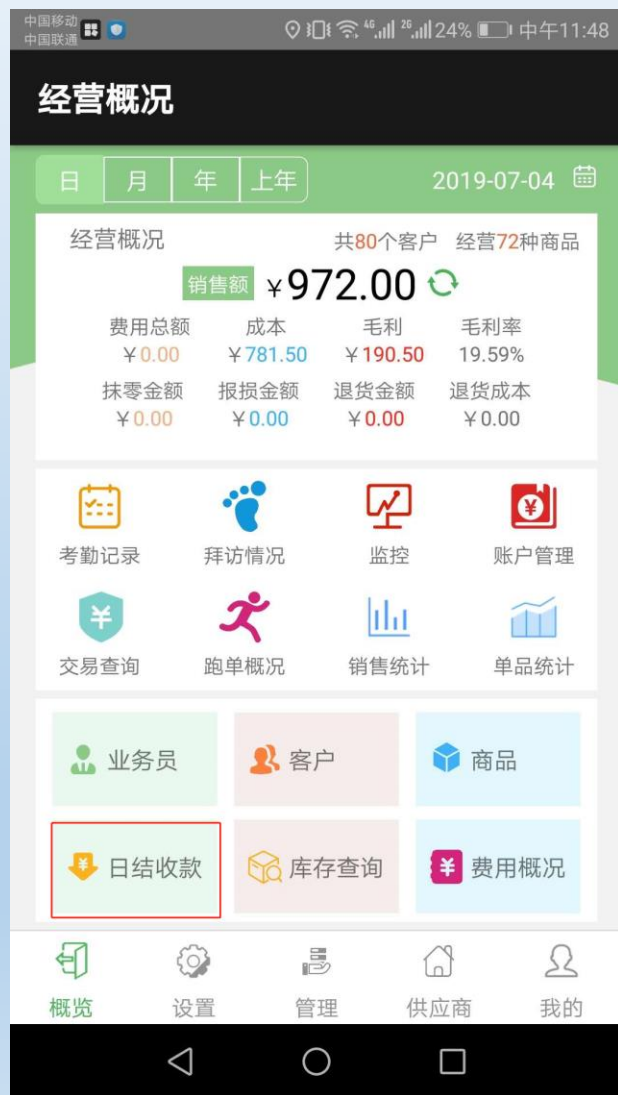 中国移动
中国联通
4G 2G 24% 中午11:48
经营概况
日 月 年 上年 2019-07-04
经营概况 共80个客户 经营72种商品
销售额 ￥972.00
费用总额 成本 毛利 毛利率
￥0.00 ￥781.50 ￥190.50 19.59%
抹零金额 报损金额 退货金额 退货成本
￥0.00 ￥0.00 ￥0.00 ￥0.00
考勤记录 拜访情况 监控 账户管理
交易查询 跑单概况 销售统计 单品统计
业务员 客户 商品
日结收款 库存查询 费用概况
概览 设置 管理 供应商 我的